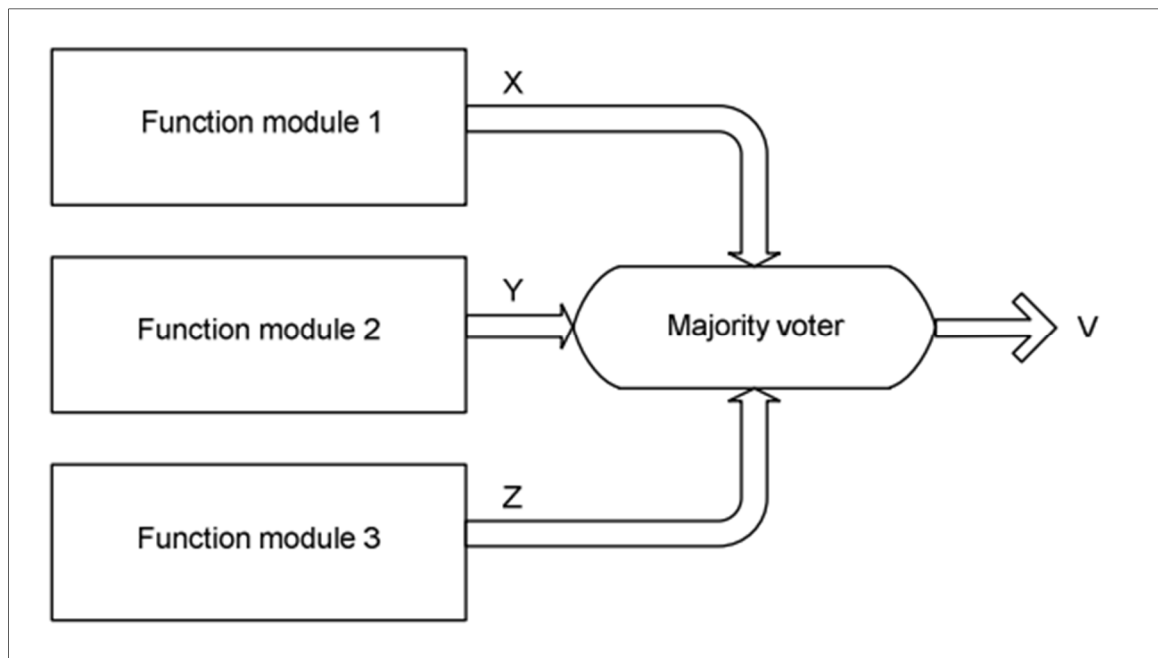 Function module 1
X
Function module 2
Y
Majority voter
V
Function module 3
Z